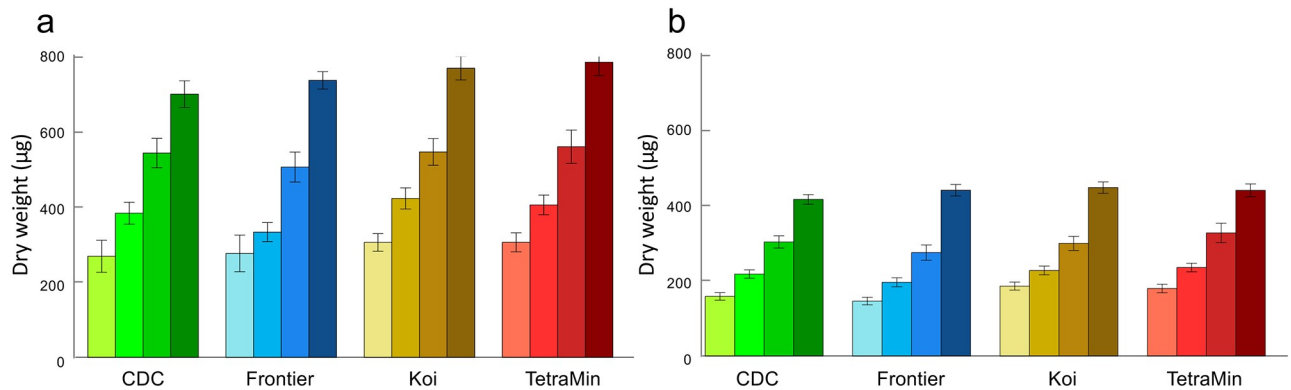 a
800
600
400
200
0
Dry weight (µg)
CDC Frontier Koi TetraMin
b
800
600
400
200
0
Dry weight (µg)
CDC Frontier Koi TetraMin